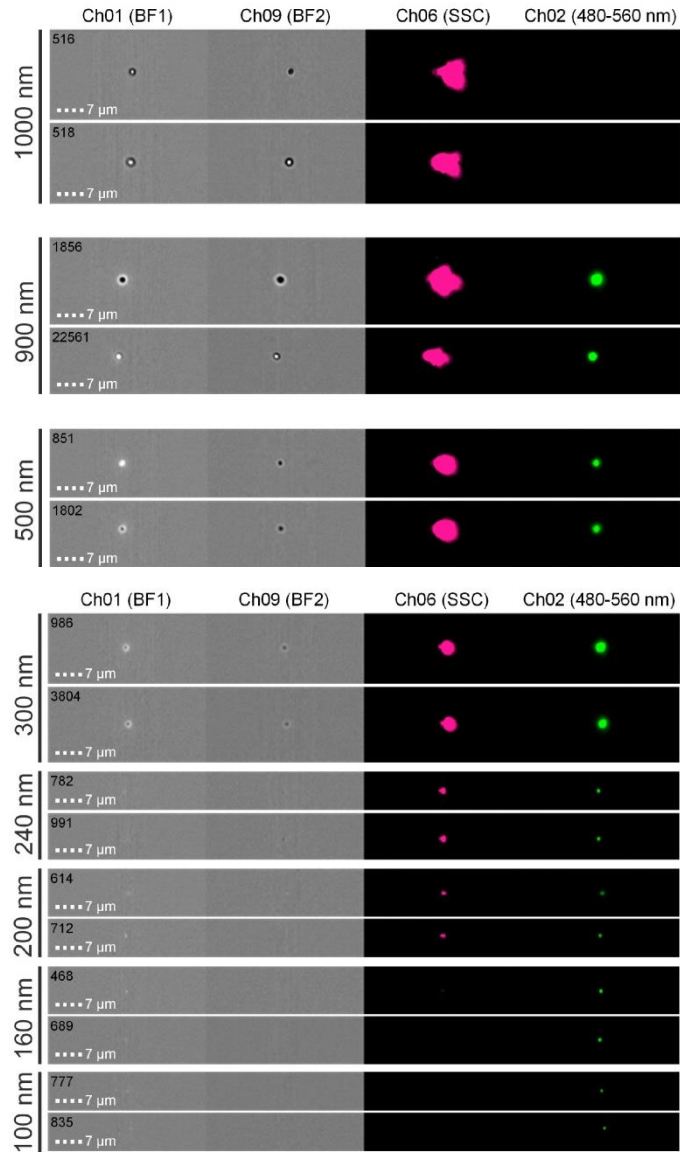 Ch01 (BF1) Ch09 (BF2) Ch06 (SSC) Ch02 (480-560 nm)
1000 nm
516
7 µm
518
7 µm
900 nm
1856
7 µm
22561
7 µm
500 nm
851
7 µm
1802
7 µm
Ch01 (BF1) Ch09 (BF2) Ch06 (SSC) Ch02 (480-560 nm)
300 nm
986
7 µm
3804
7 µm
240 nm
782
7 µm
991
7 µm
200 nm
614
7 µm
712
7 µm
160 nm
468
7 µm
689
7 µm
100 nm
777
7 µm
835
7 µm